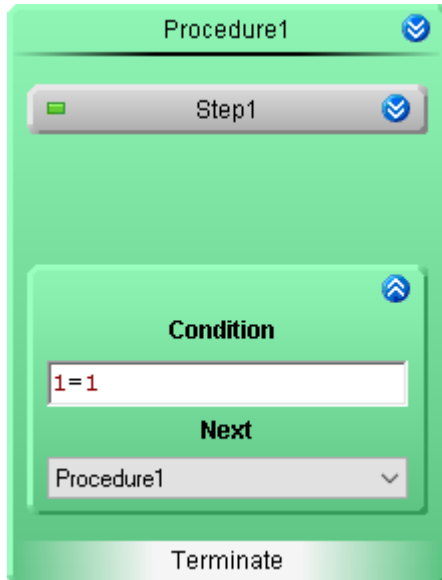 Procedure1
Step1
Condition
1=1
Next
Procedure1
Terminate